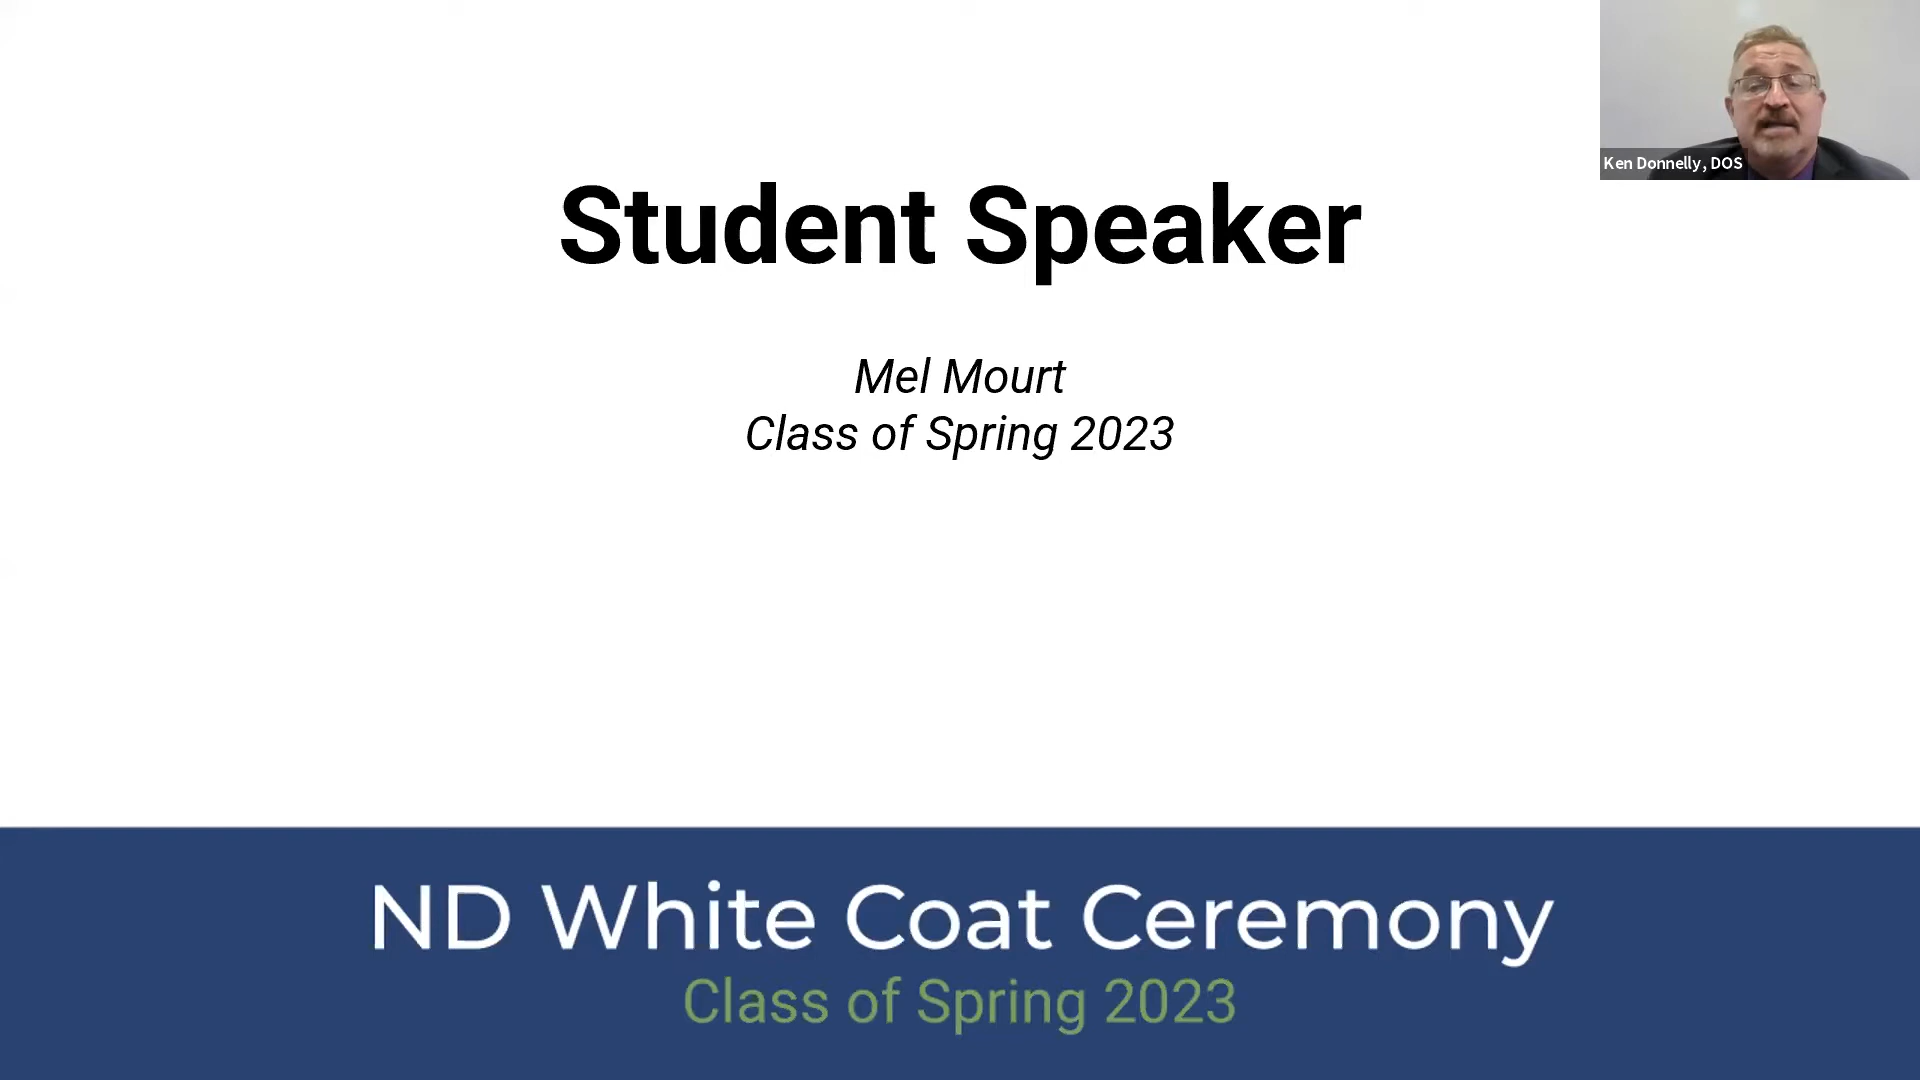 Ken Donnelly, DOS
Student Speaker
Mel Mourt
Class of Spring 2023
ND White Coat Ceremony
Class of Spring 2023